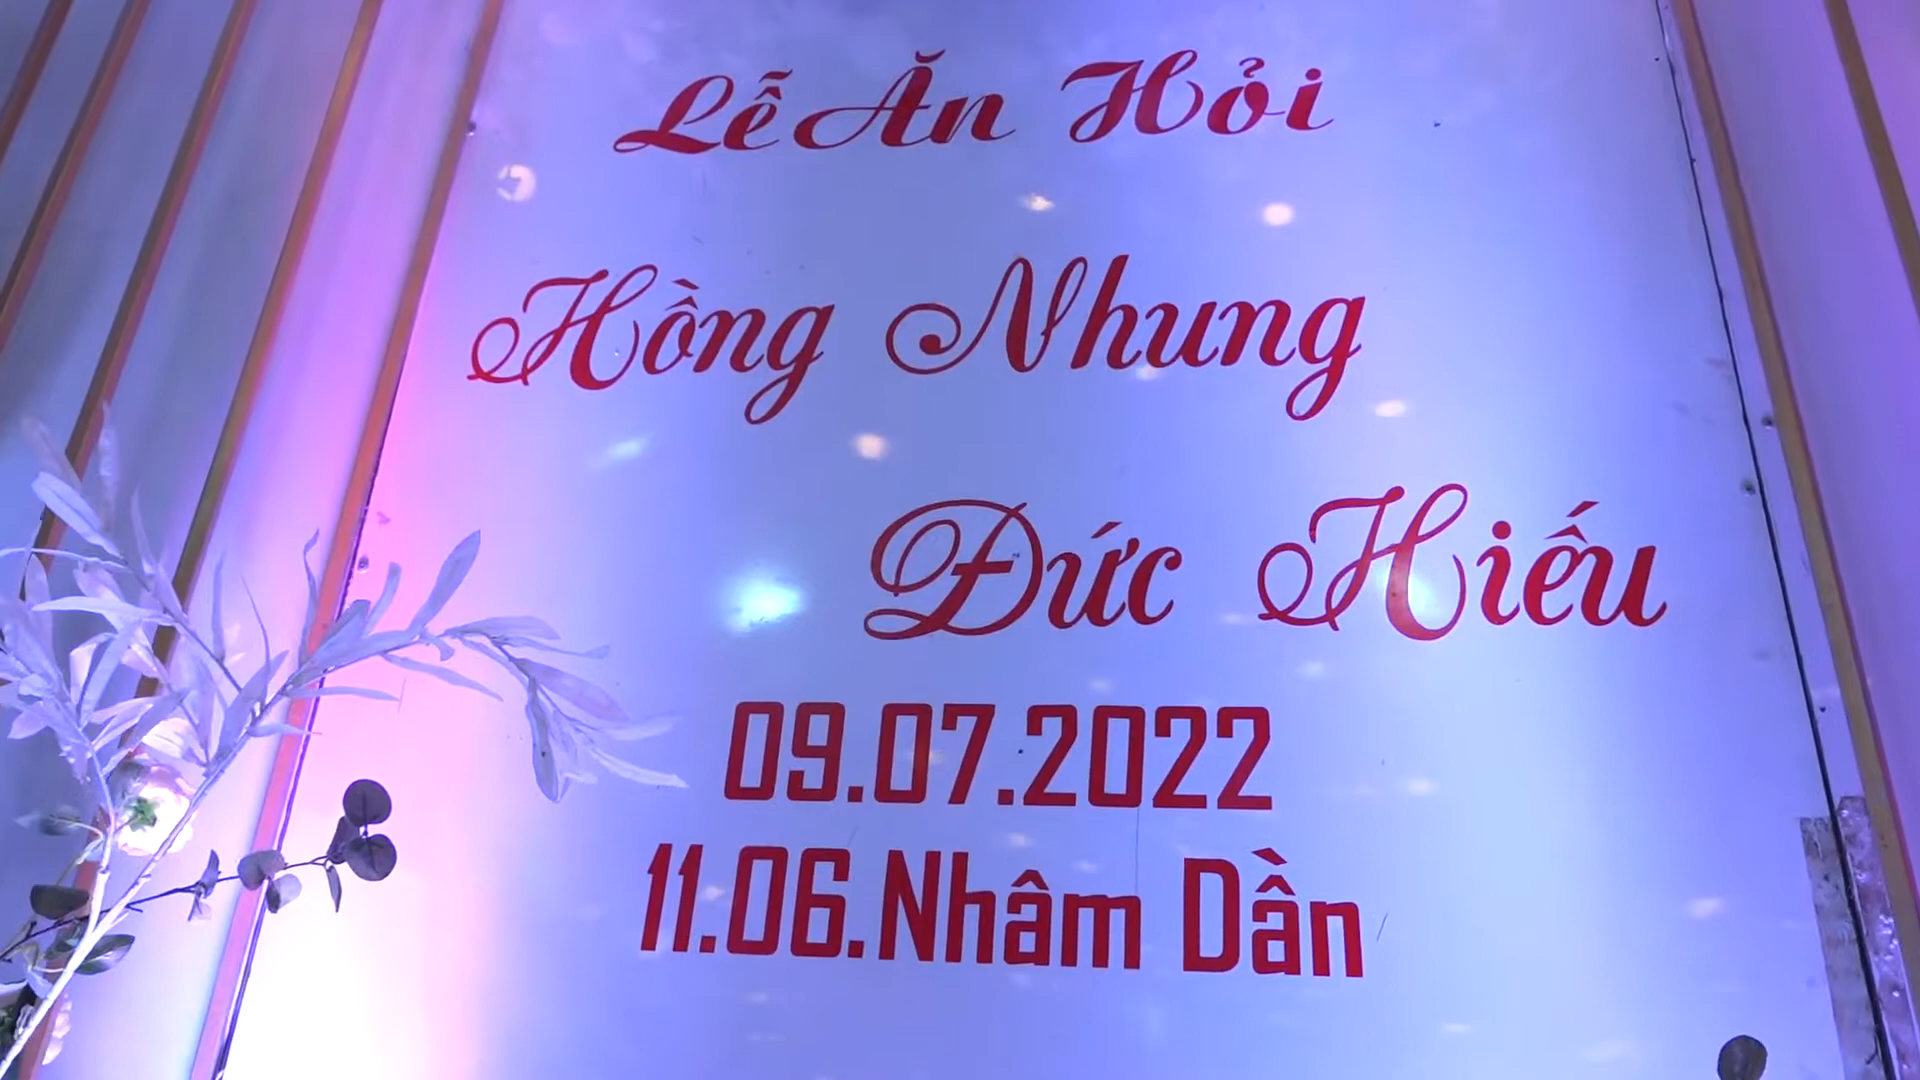 Lễ Ăn Hỏi
Hồng Nhung
Đức Hiếu
09.07.2022
11.06.Nhâm Dần